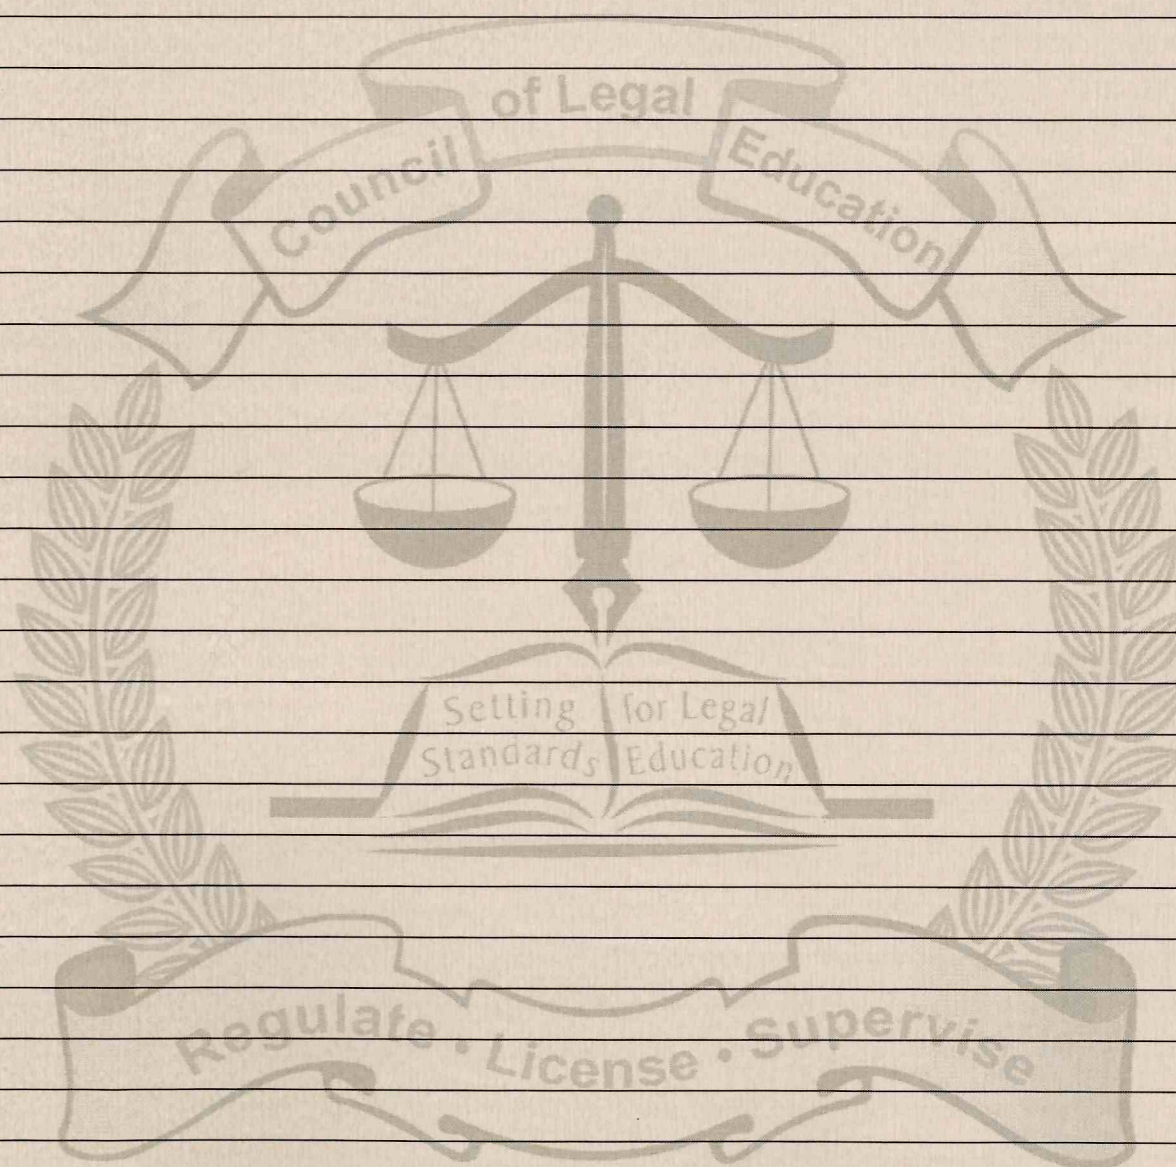 Council of Legal Education
Setting for Legal
Standards Education
Regulate • License • Supervise